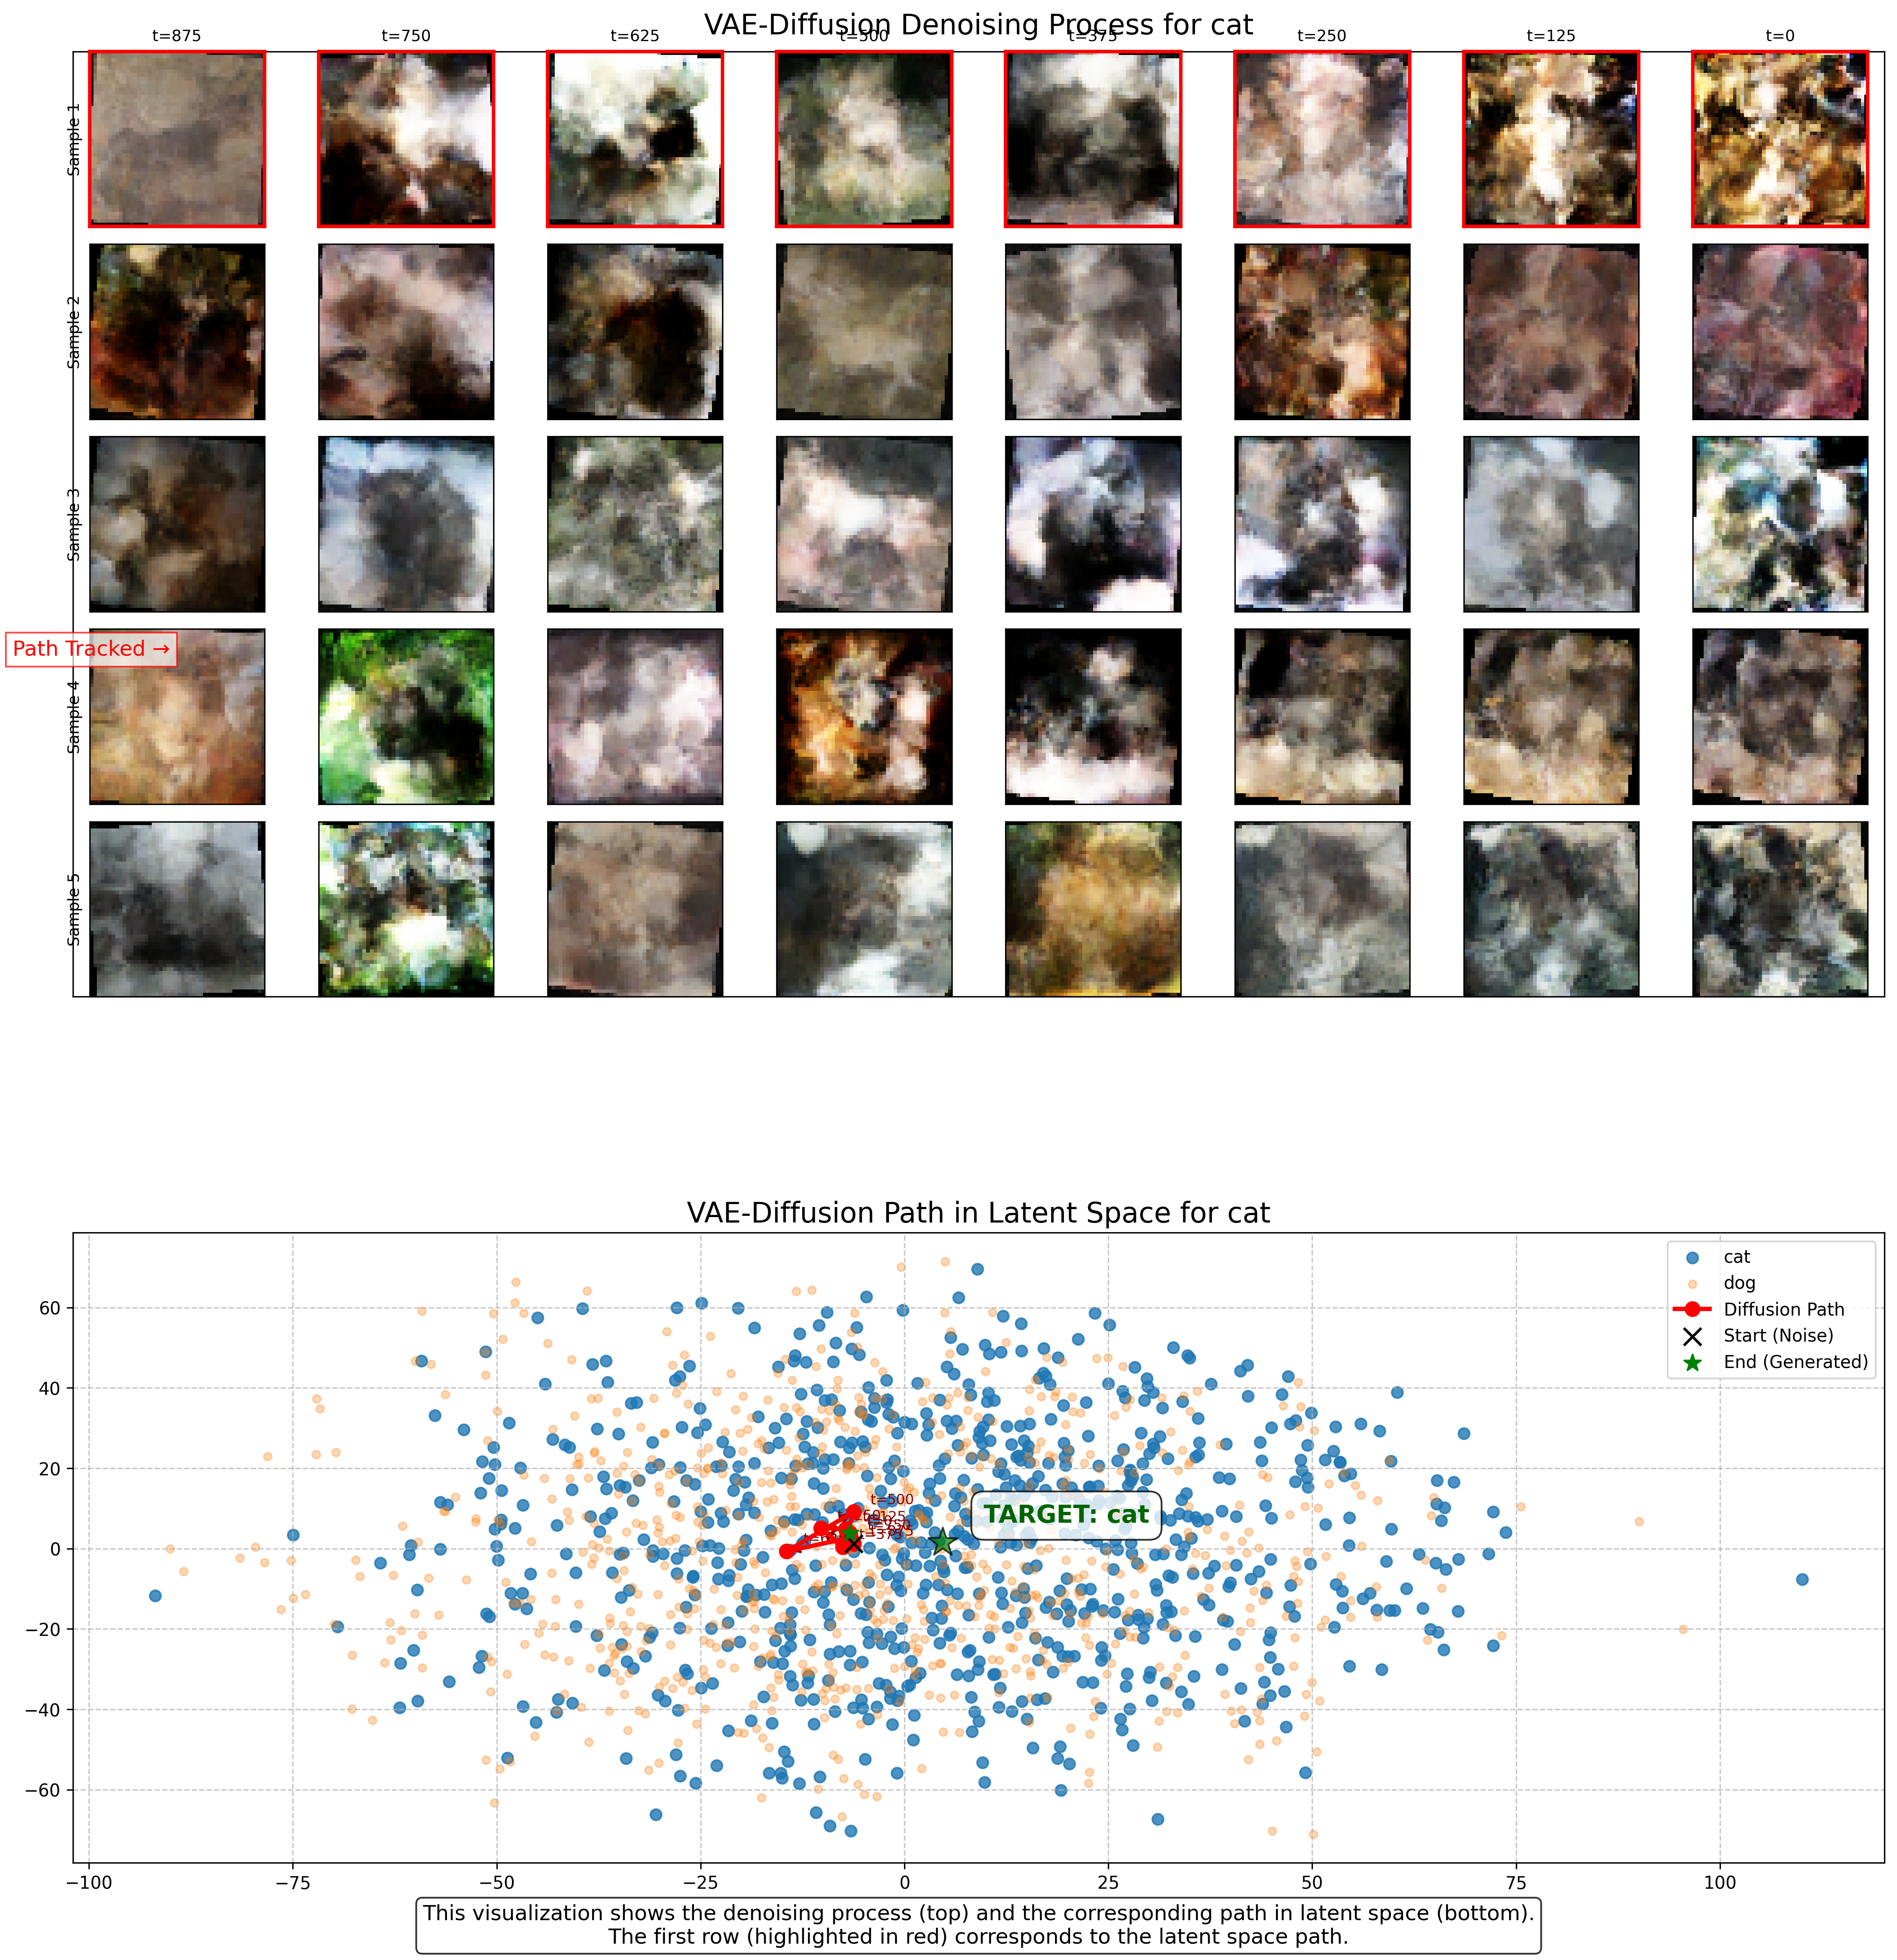 VAE-Diffusion Denoising Process for cat
t=875
t=750
t=625
t=500
t=375
t=250
t=125
t=0
Sample 1
Sample 2
Sample 3
Path Tracked →
Sample 4
Sample 5
VAE-Diffusion Path in Latent Space for cat
cat
dog
Diffusion Path
Start (Noise)
End (Generated)
t=500
t=375
TARGET: cat
60
40
20
0
−20
−40
−60
−100
−75
−50
−25
0
25
50
75
100
This visualization shows the denoising process (top) and the corresponding path in latent space (bottom).
The first row (highlighted in red) corresponds to the latent space path.